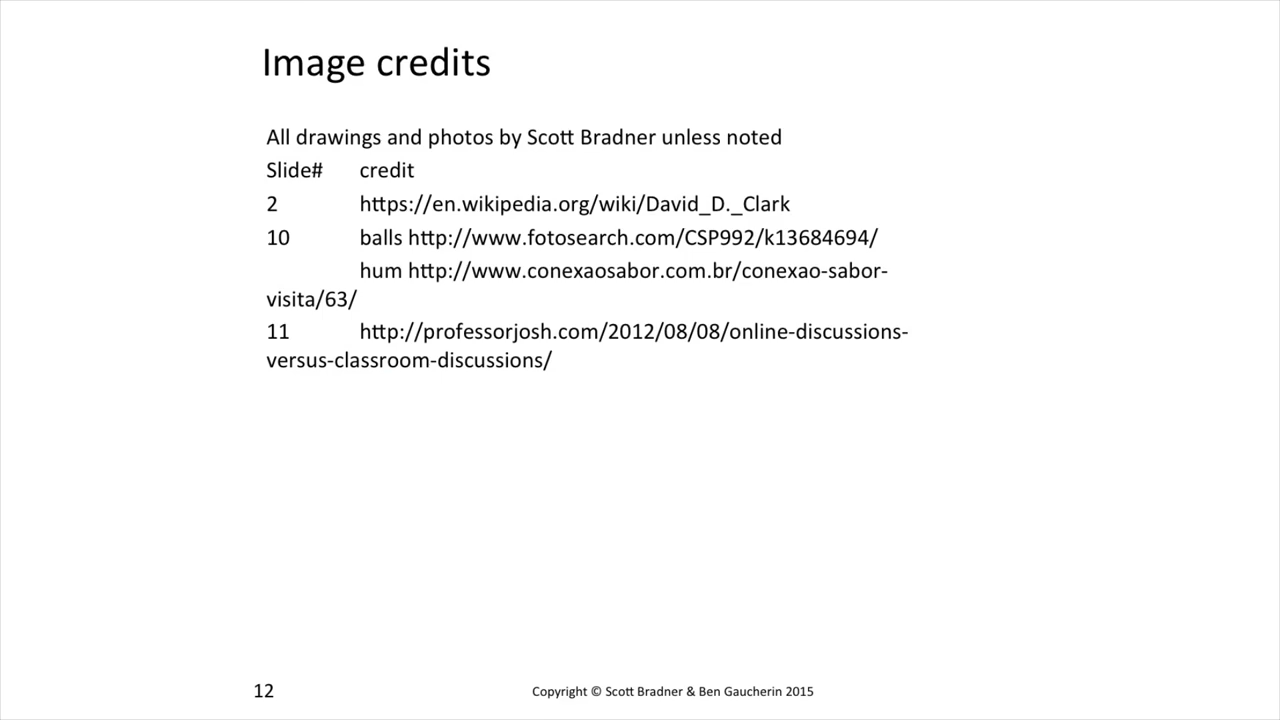 Image credits
All drawings and photos by Scott Bradner unless noted
Slide# credit
2 https://en.wikipedia.org/wiki/David_D._Clark
10 balls http://www.fotosearch.com/CSP992/k13684694/
hum http://www.conexaosabor.com.br/conexao-sabor-
visita/63/
11 http://professorjosh.com/2012/08/08/online-discussions-
versus-classroom-discussions/
12 Copyright © Scott Bradner & Ben Gaucherin 2015